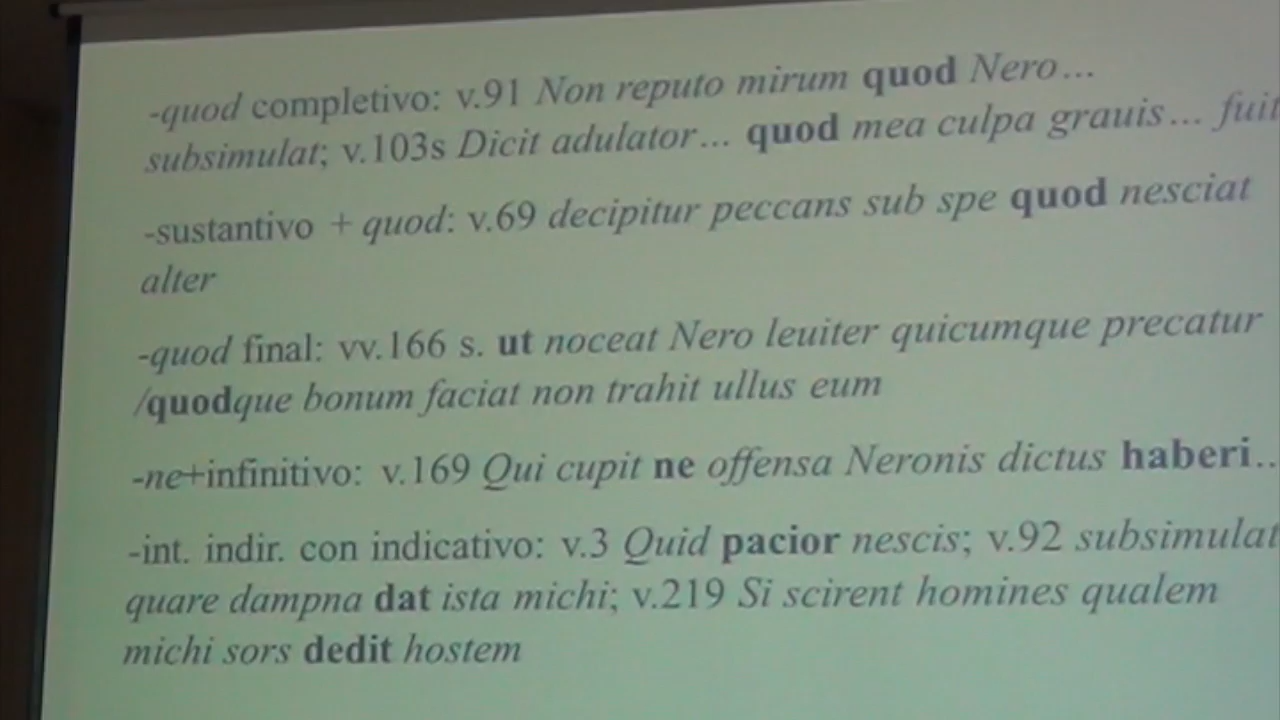 -quod completivo: v.91 Non reputo mirum quod Nero...
subsimulat; v.103s Dicit adulator... quod mea culpa grauis... fuit
-sustantivo + quod: v.69 decipitur peccans sub spe quod nesciat
alter
-quod final: vv.166 s. ut noceat Nero leuiter quicumque precatur
/quodque bonum faciat non trahit ullus eum
-ne+infinitivo: v.169 Qui cupit ne offensa Neronis dictus haberi..
-int. indir. con indicativo: v.3 Quid pacior nescis; v.92 subsimulat
quare dampna dat ista michi; v.219 Si scirent homines qualem
michi sors dedit hostem